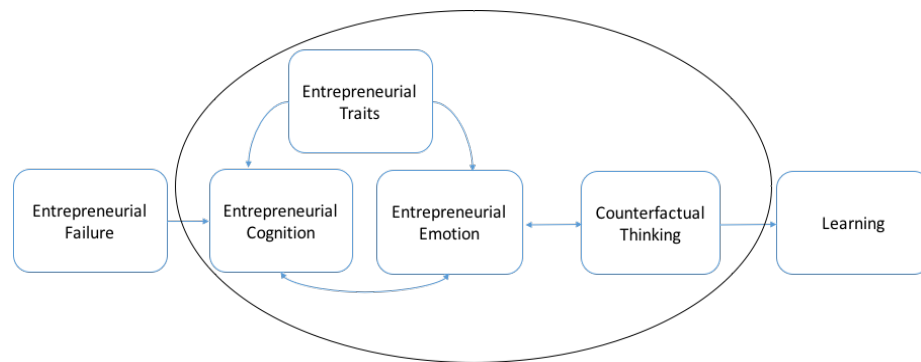 Entrepreneurial
Traits
Entrepreneurial
Failure
Entrepreneurial
Cognition
Entrepreneurial
Emotion
Counterfactual
Thinking
Learning